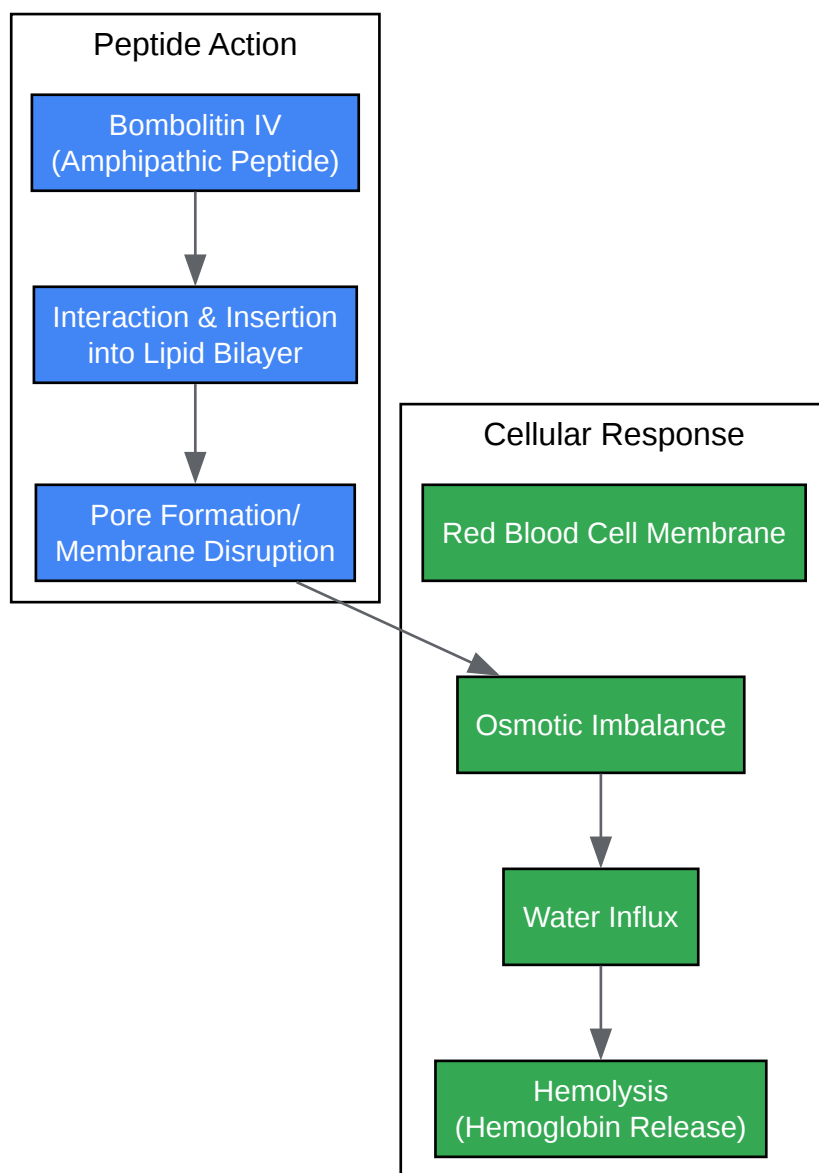 Peptide Action
Bombolitin IV
(Amphipathic Peptide)
Interaction & Insertion
into Lipid Bilayer
Pore Formation/
Membrane Disruption
Cellular Response
Red Blood Cell Membrane
Osmotic Imbalance
Water Influx
Hemolysis
(Hemoglobin Release)